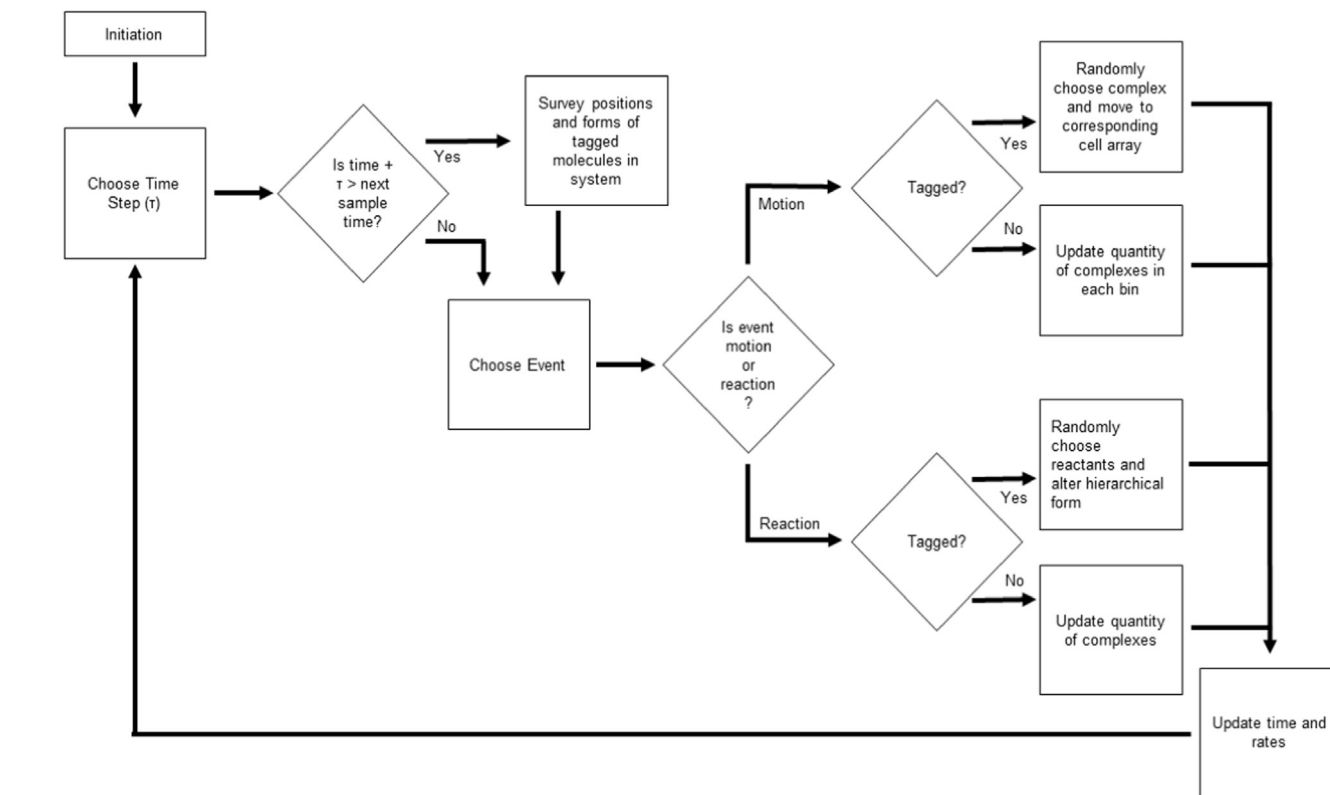 Initiation
Choose Time
Step (τ)
Is time +
τ > next
sample
time?
Yes
No
Survey positions
and forms of
tagged
molecules in
system
Choose Event
Is event
motion
or
reaction
?
Motion
Reaction
Tagged?
Yes
No
Randomly
choose complex
and move to
corresponding
cell array
Update quantity
of complexes in
each bin
Tagged?
Yes
No
Randomly
choose
reactants and
alter hierarchical
form
Update quantity
of complexes
Update time and
rates